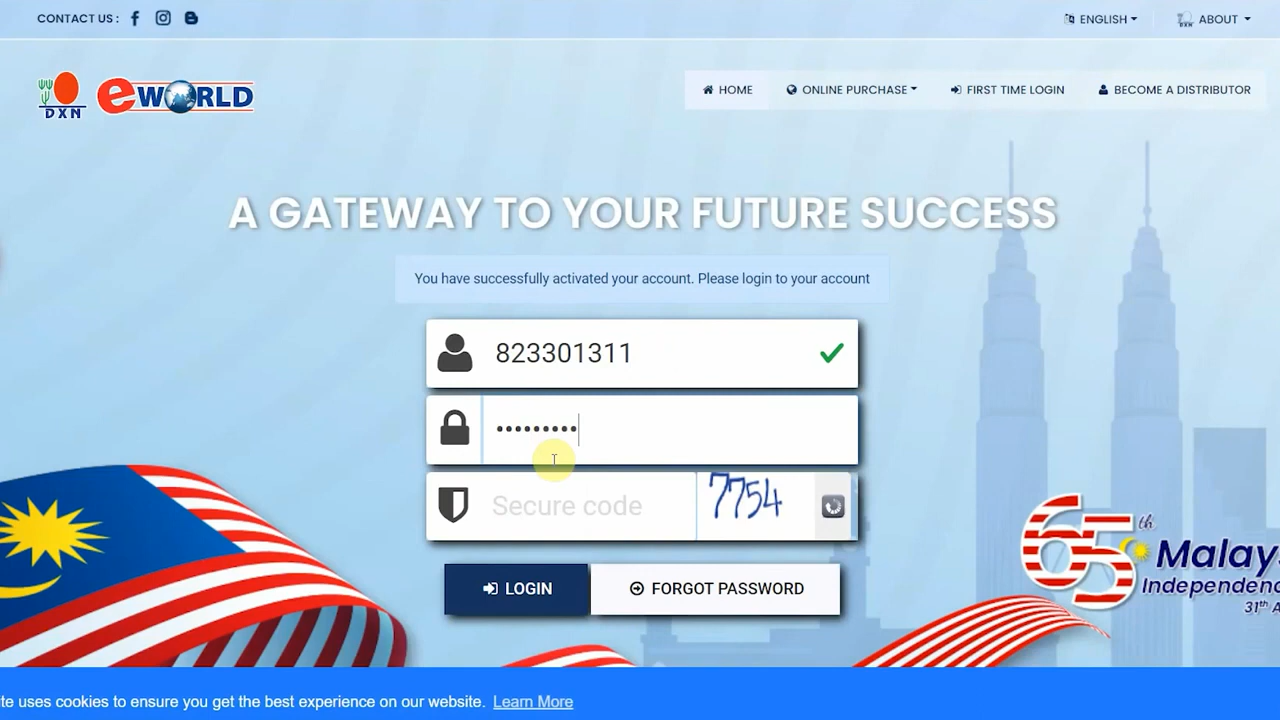 CONTACT US :
ENGLISH
ABOUT
DXN
eWORLD
HOME
ONLINE PURCHASE
FIRST TIME LOGIN
BECOME A DISTRIBUTOR
A GATEWAY TO YOUR FUTURE SUCCESS
You have successfully activated your account. Please login to your account
823301311
•••••••••
Secure code
7754
LOGIN
FORGOT PASSWORD
65th
Malays
Independenc
31th A
te uses cookies to ensure you get the best experience on our website. Learn More